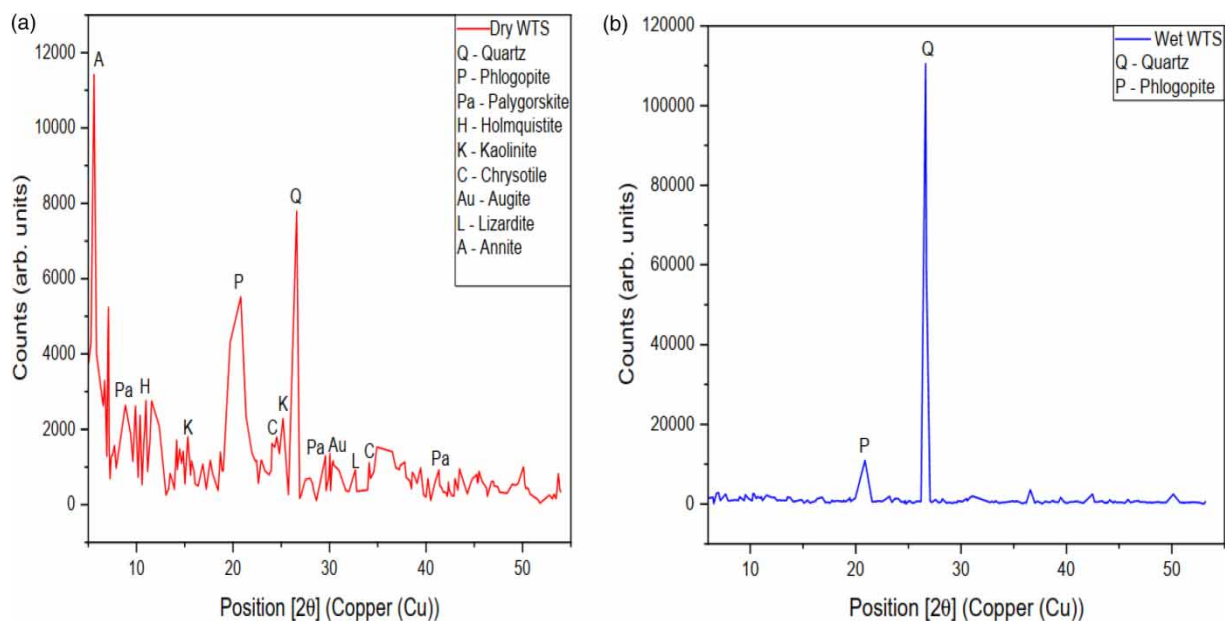 (a)
Dry WTS
Q - Quartz
P - Phlogopite
Pa - Palygorskite
H - Holmquistite
K - Kaolinite
C - Chrysotile
Au - Augite
L - Lizardite
A - Annite
12000
10000
8000
6000
4000
2000
0
Counts (arb. units)
A
Pa
H
K
P
C
K
Q
Pa
Au
L
C
Pa
10
20
30
40
50
Position [2θ] (Copper (Cu))
(b)
Wet WTS
Q - Quartz
P - Phlogopite
120000
100000
80000
60000
40000
20000
0
Counts (arb. units)
P
Q
10
20
30
40
50
Position [2θ] (Copper (Cu))